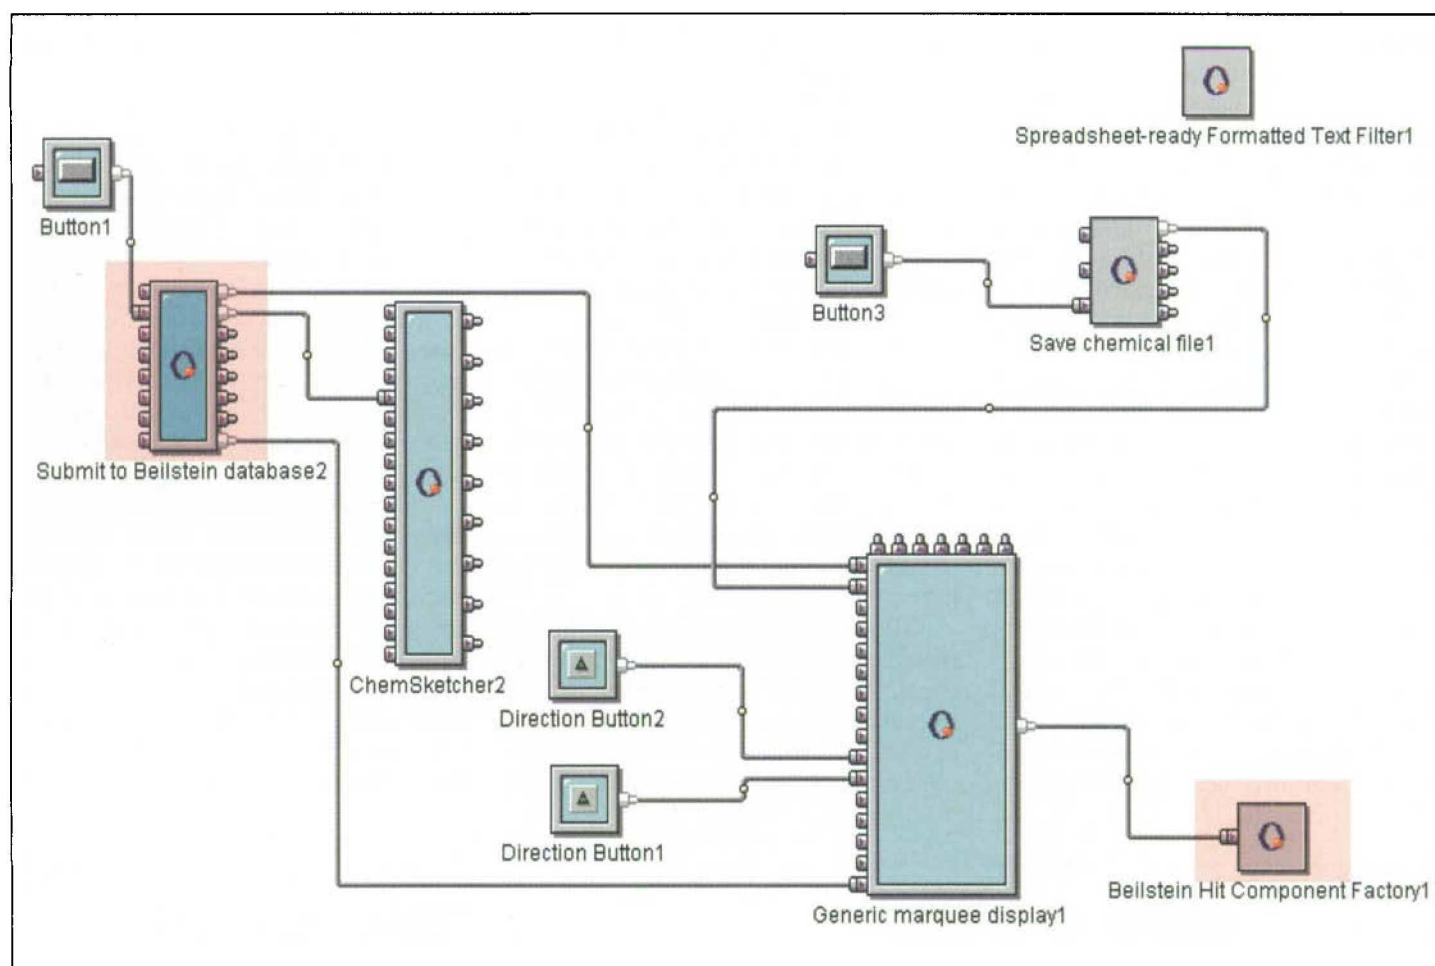 Spreadsheet-ready Formatted Text Filter1
Button1
Button3
Save chemical file1
Submit to Beilstein database2
ChemSketcher2
Direction Button2
Direction Button1
Generic marquee display1
Beilstein Hit Component Factory1